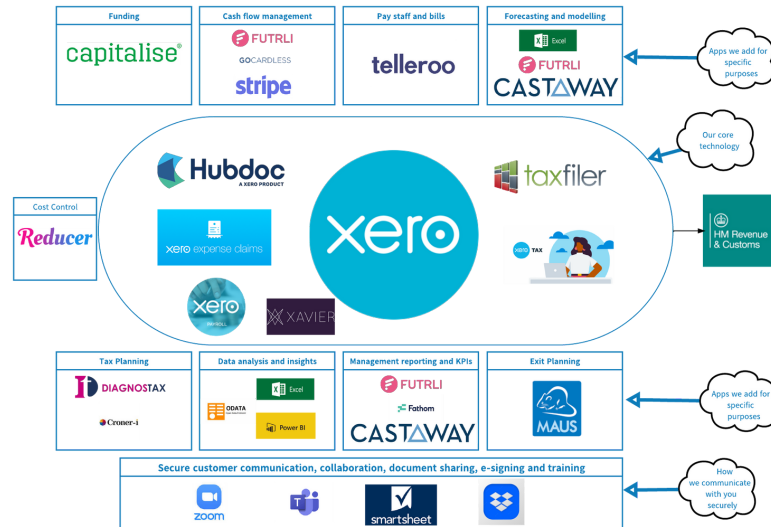 Funding
capitalise®
Cash flow management
FUTRLI
GOCARDLESS
stripe
Pay staff and bills
telleroo
Forecasting and modelling
Excel
FUTRLI
CASTAWAY
Apps we add for
specific
purposes
Our core
technology
Hubdoc
A XERO PRODUCT
xero
taxfiler
Cost Control
Reducer
xero expense claims
xero TAX
HM Revenue
& Customs
xero
PAYROLL
XAVIER
Tax Planning
DIAGNOSTAX
Croner-i
Data analysis and insights
Excel
ODATA
Power BI
Management reporting and KPIs
FUTRLI
Fathom
CASTAWAY
Exit Planning
MAUS
Apps we add for
specific
purposes
Secure customer communication, collaboration, document sharing, e-signing and training
zoom
T
smartsheet
How
we communicate
with you
securely